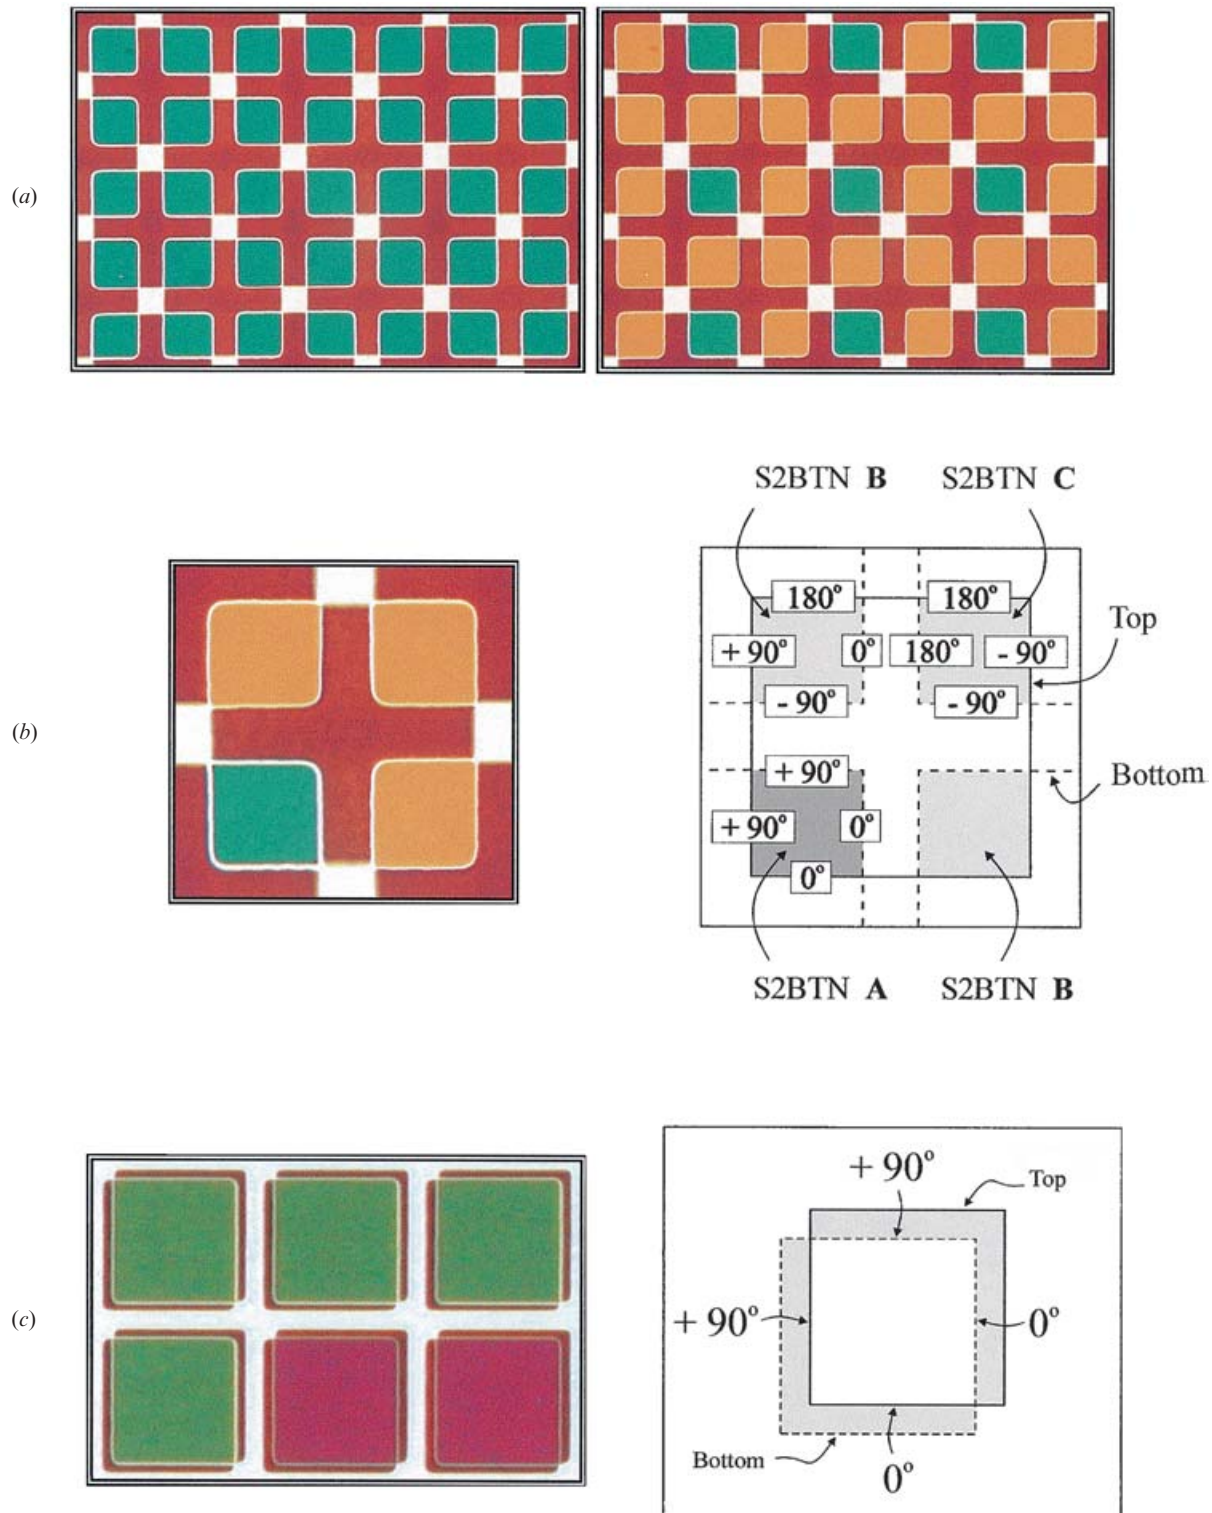 (a)
S2BTN B S2BTN C
180° 180°
Top
+ 90° 0° 180° - 90°
- 90° - 90°
(b)
+ 90°
Bottom
+ 90° 0°
0°
S2BTN A S2BTN B
+ 90°
Top
(c)
+ 90° 0°
Bottom
0°